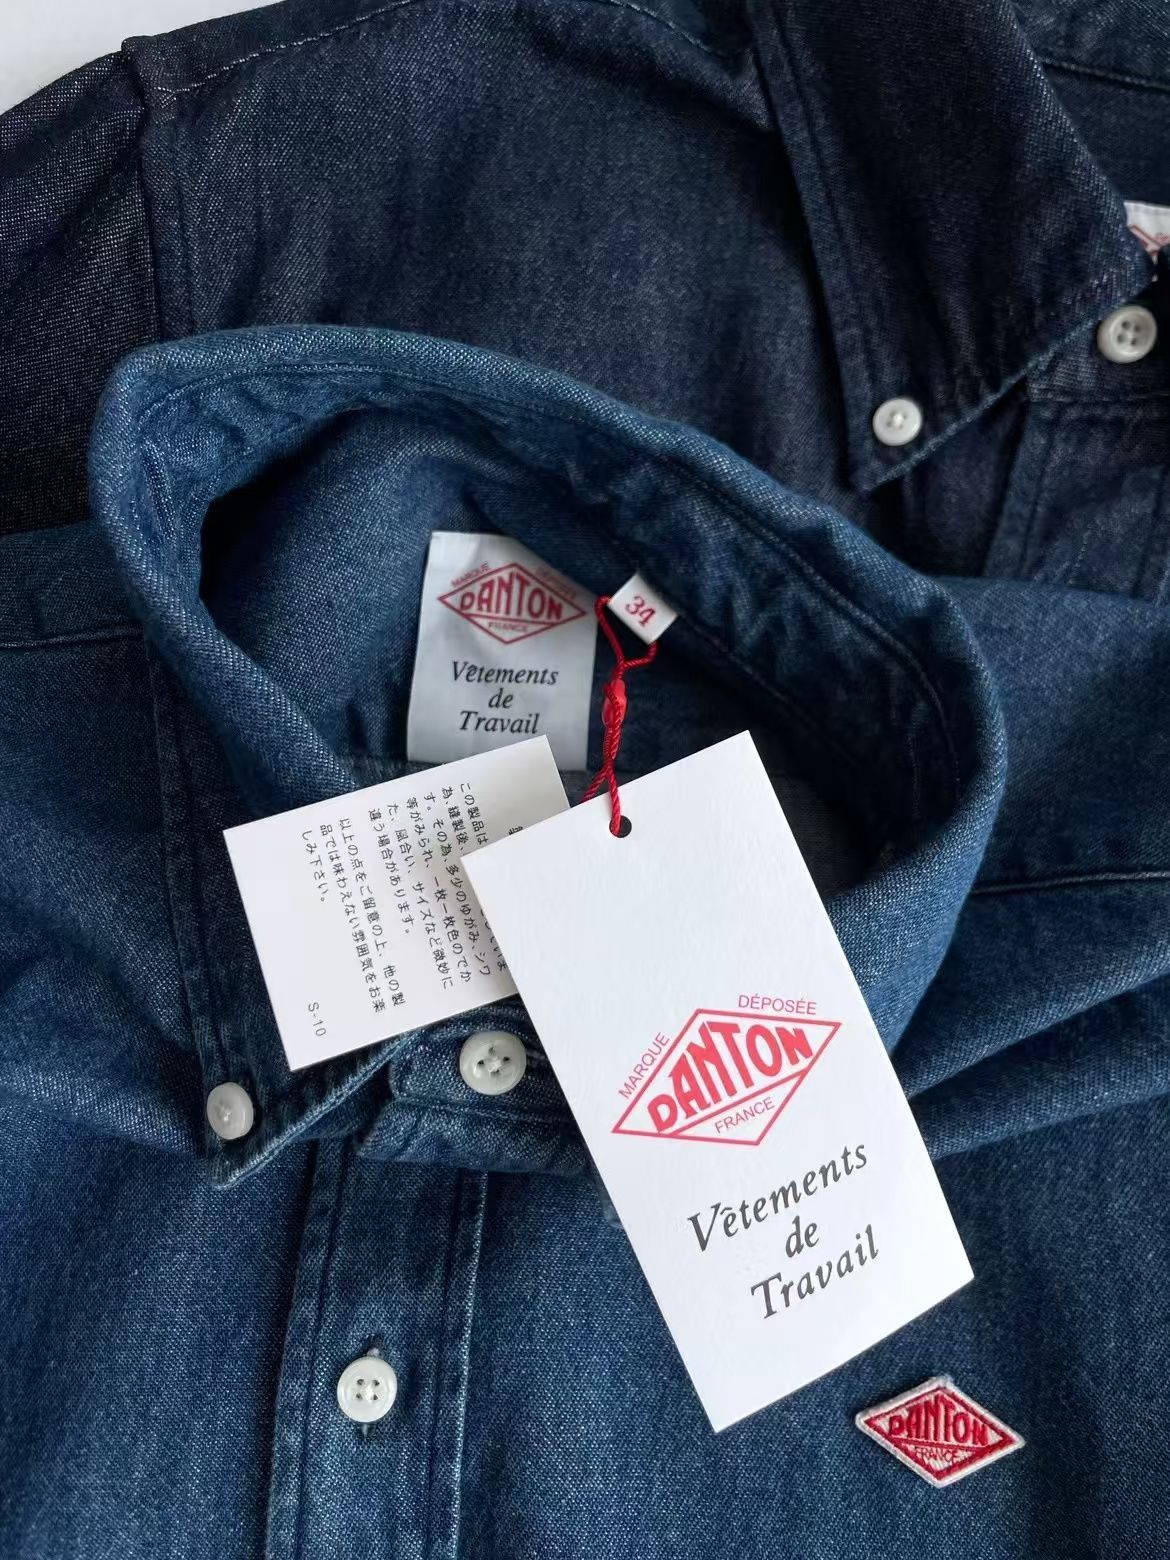 MARQUE DÉPOSÉE
DANTON
FRANCE
Vêtements
de
Travail
34
この製品は
為、縫製後、
す。その為、多少のゆがみ、シワ
等がみられ、一枚一枚色のでか
た、風合い、サイズなど微妙に
違う場合があります。
以上の点をご留意の上、他の製
品では味わえない雰囲気をお楽
しみ下さい。
S-10
MARQUE DÉPOSÉE
DANTON
FRANCE
Vêtements
de
Travail
DANTON
FRANCE